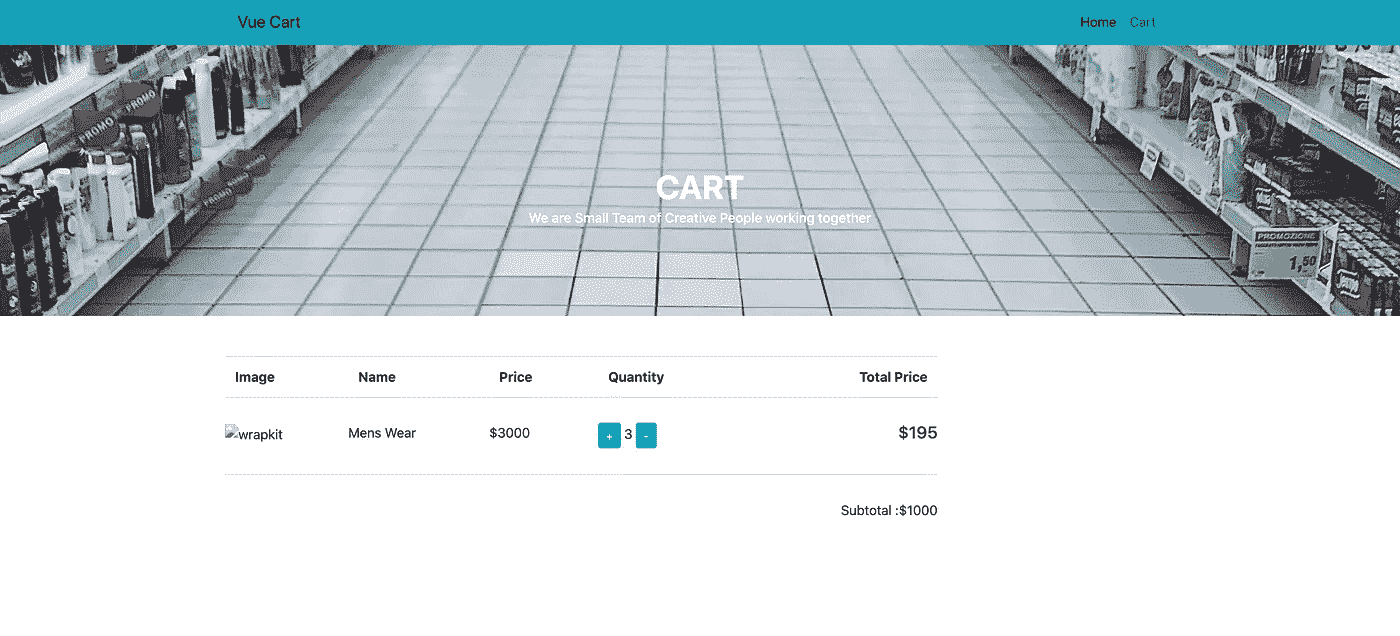 Vue Cart Home Cart
PROMO
PROMO
CART
We are Small Team of Creative People working together
PROMOZIONE
1,50
Image Name Price Quantity Total Price
wrapkit Mens Wear $3000 + 3 - $195
Subtotal :$1000